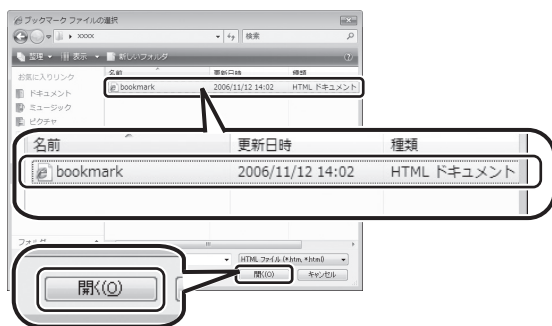 ブックマーク ファイルの選択
xxxx
検索
整理 表示 新しいフォルダ
お気に入りリンク
名前 更新日時 種類
ドキュメント
bookmark 2006/11/12 14:02 HTML ドキュメント
ミュージック
ピクチャ
名前 更新日時 種類
bookmark 2006/11/12 14:02 HTML ドキュメント
フォルダ
HTML ファイル (*.htm, *.html)
開く(O) キャンセル
開く(O)